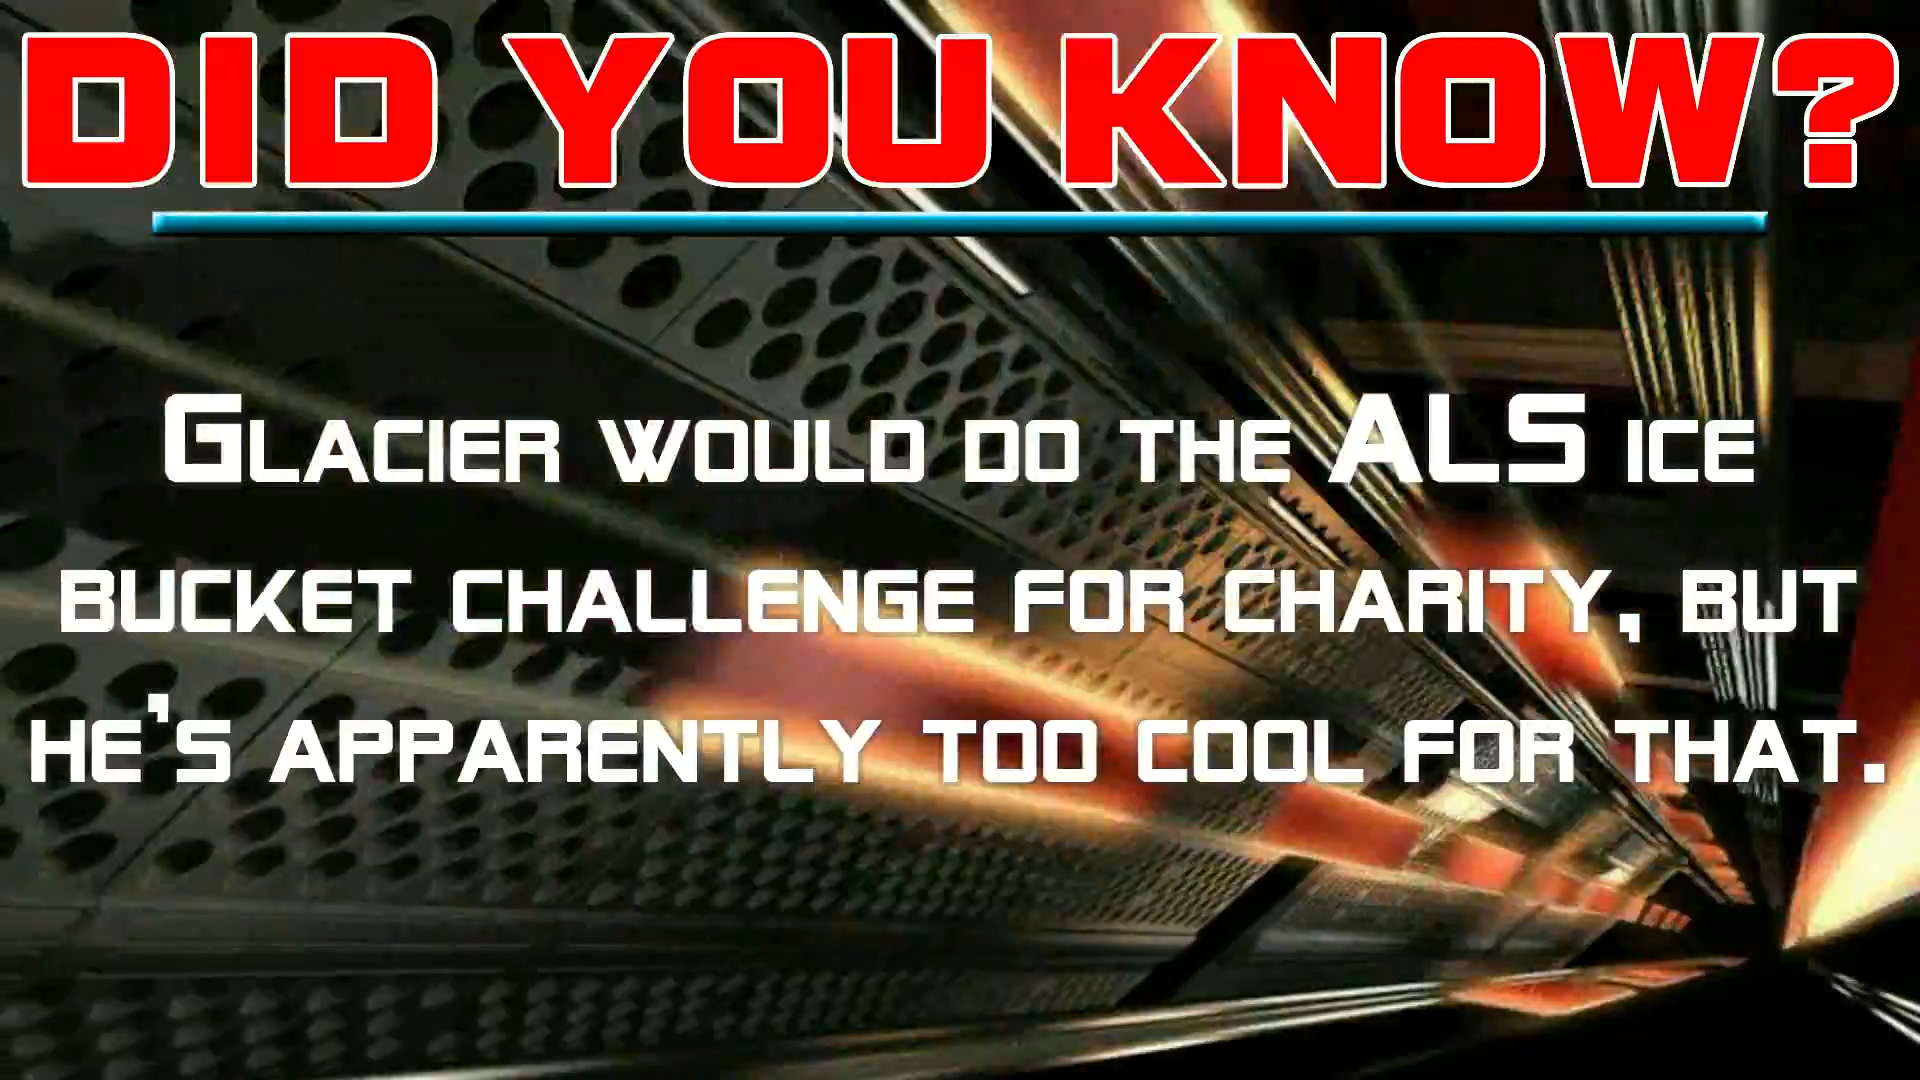 DID YOU KNOW?
Glacier would do the ALS ice
bucket challenge for charity, but
he's apparently too cool for that.